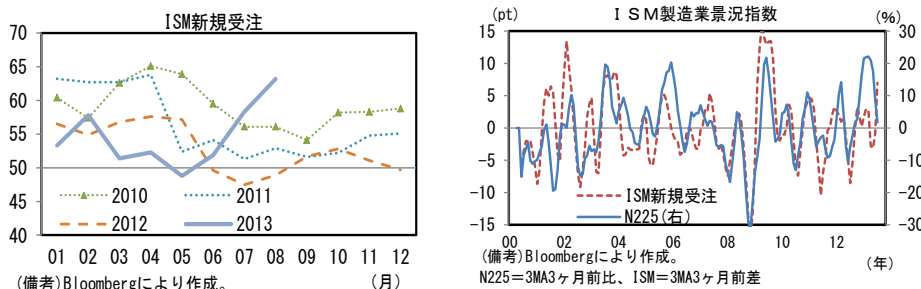 ISM新規受注
70
65
60
55
50
45
40
2010
2011
2012
2013
01 02 03 04 05 06 07 08 09 10 11 12
(備考)Bloombergにより作成。
(月)
ISM製造業景況指数
(pt)
(%)
15
10
5
0
-5
-10
-15
30
20
10
0
-10
-20
-30
ISM新規受注
N225(右)
00 02 04 06 08 10 12
(備考)Bloombergにより作成。
(年)
N225=3MA3ヶ月前比、ISM=3MA3ヶ月前差